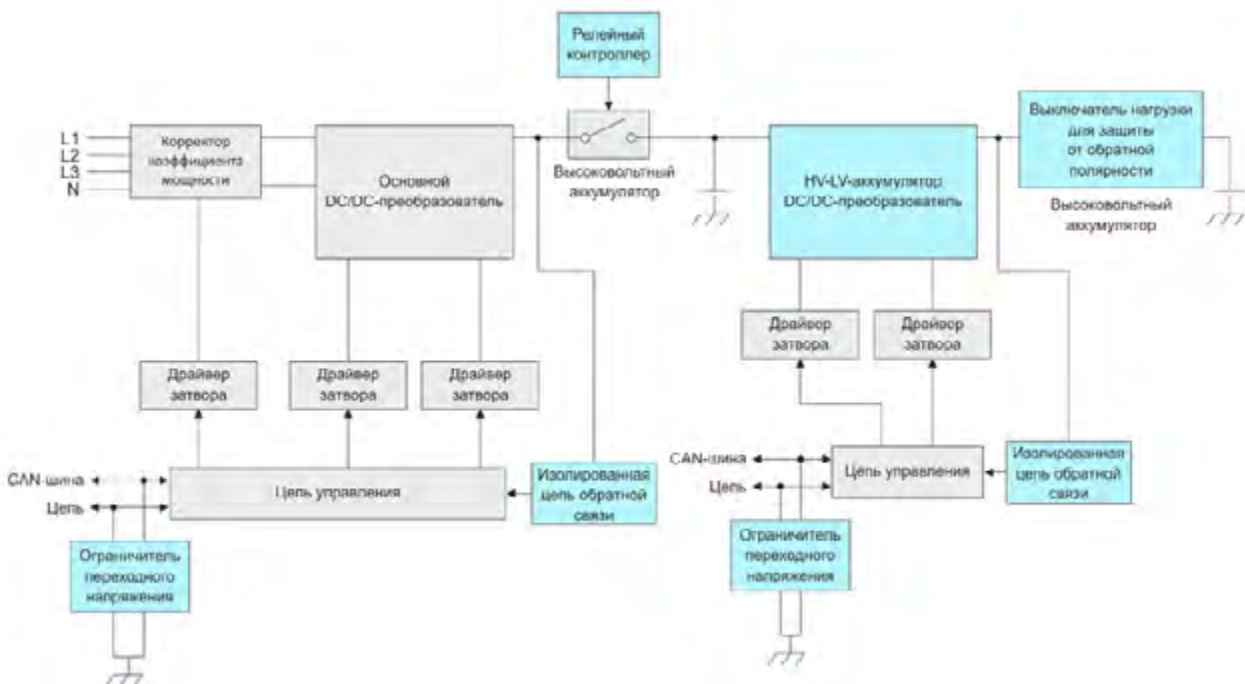 Релейный
контроллер
L1
L2
L3
N
Корректор
коэффициента
мощности
Основной
DC/DC-преобразователь
Высоковольтный
аккумулятор
HV-LV-аккумулятор
DC/DC-преобразователь
Выключатель нагрузки
для защиты
от обратной
полярности
Высоковольтный
аккумулятор
Драйвер
затвора
Драйвер
затвора
Драйвер
затвора
Драйвер
затвора
Драйвер
затвора
CAN-шина
Цепь
Цепь управления
Изолированная
цепь обратной
связи
Ограничитель
переходного
напряжения
CAN-шина
Цепь
Цепь управления
Изолированная
цепь обратной
связи
Ограничитель
переходного
напряжения